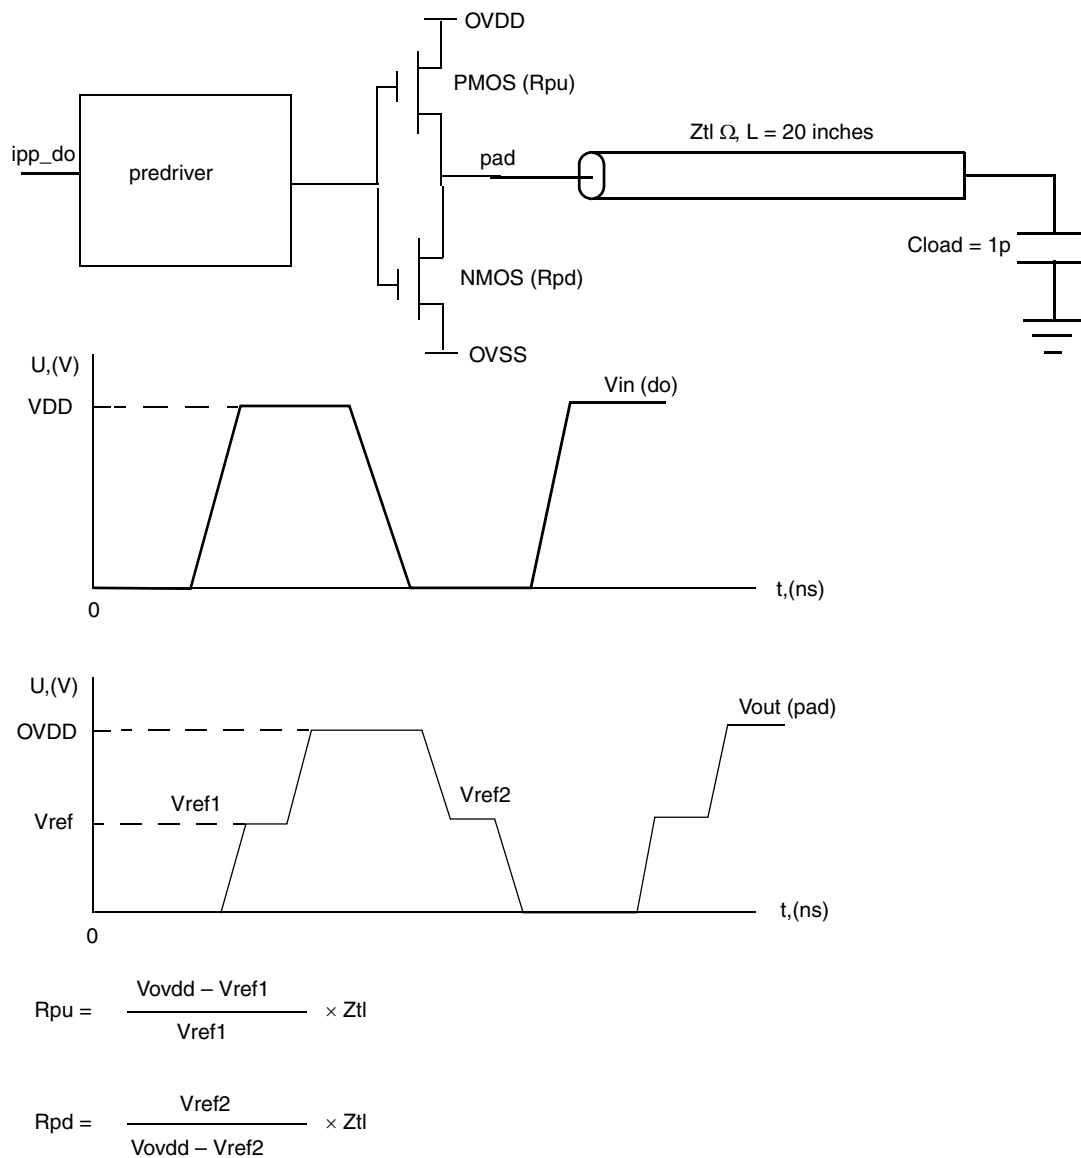 OVDD
PMOS (Rpu)
Ztl Ω, L = 20 inches
ipp_do
predriver
pad
Cload = 1p
NMOS (Rpd)
OVSS
U,(V)
Vin (do)
VDD
t,(ns)
0
U,(V)
Vout (pad)
OVDD
Vref1
Vref2
Vref
t,(ns)
0
Rpu = Vovdd – Vref1 × Ztl
Vref1
Rpd = Vref2 × Ztl
Vovdd – Vref2